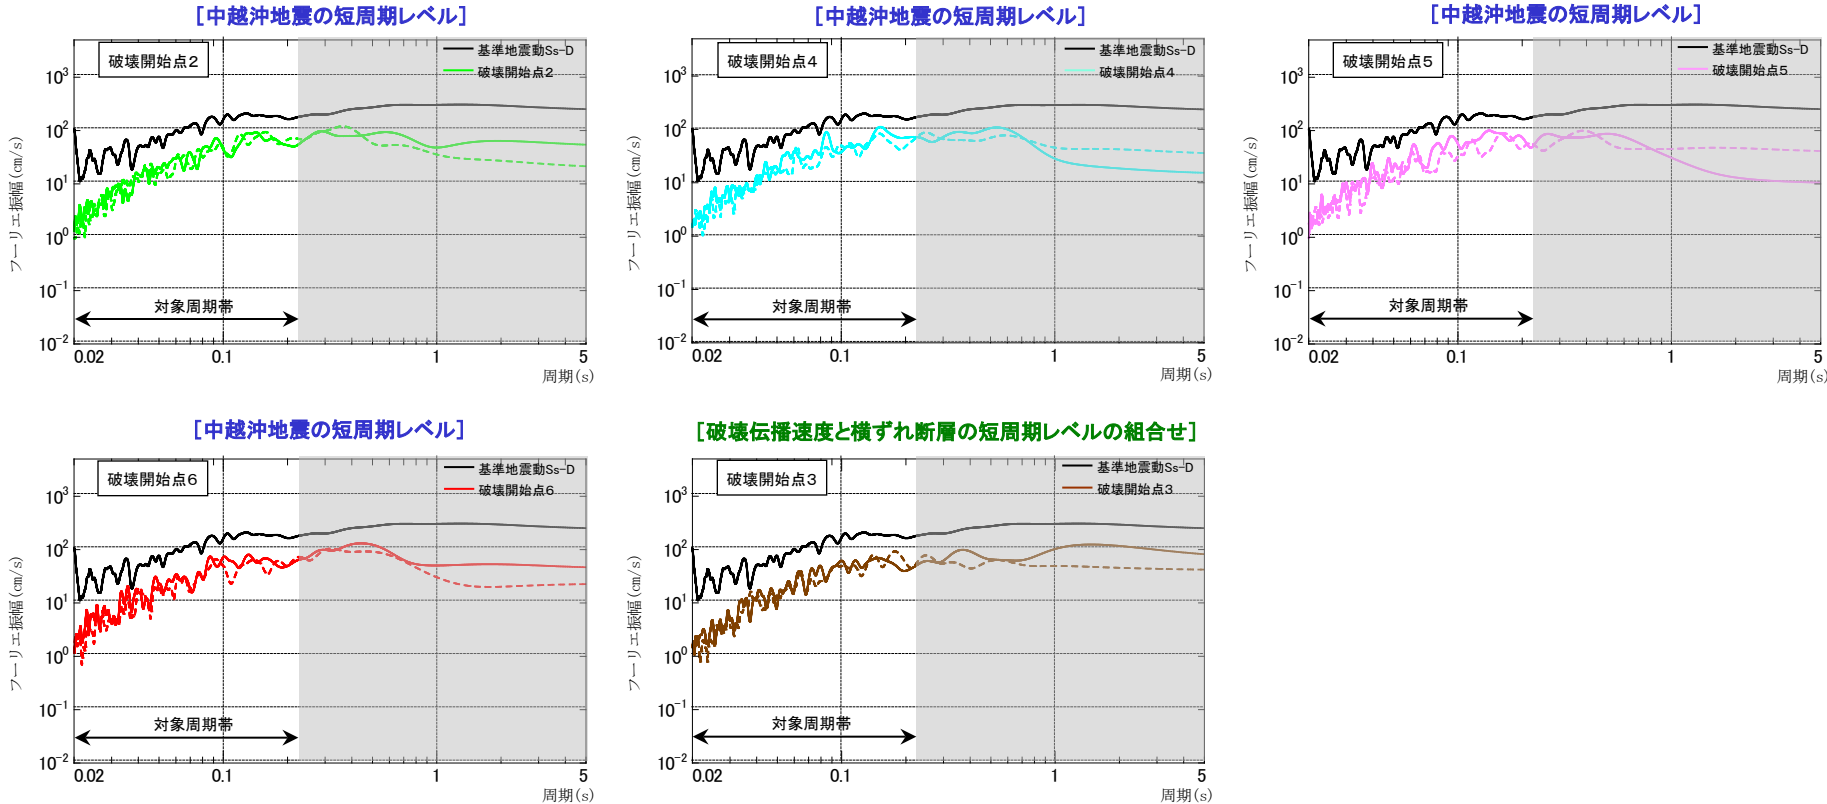 ［中越沖地震の短周期レベル］
破壊開始点2
基準地震動Ss-D
破壊開始点2
フーリエ振幅(cm/s)
10³
10²
10¹
10⁰
10⁻¹
10⁻²
対象周期帯
0.02 0.1 1 5
周期(s)
［中越沖地震の短周期レベル］
破壊開始点4
基準地震動Ss-D
破壊開始点4
フーリエ振幅(cm/s)
10³
10²
10¹
10⁰
10⁻¹
10⁻²
対象周期帯
0.02 0.1 1 5
周期(s)
［中越沖地震の短周期レベル］
破壊開始点5
基準地震動Ss-D
破壊開始点5
フーリエ振幅(cm/s)
10³
10²
10¹
10⁰
10⁻¹
10⁻²
対象周期帯
0.02 0.1 1 5
周期(s)
［中越沖地震の短周期レベル］
破壊開始点6
基準地震動Ss-D
破壊開始点6
フーリエ振幅(cm/s)
10³
10²
10¹
10⁰
10⁻¹
10⁻²
対象周期帯
0.02 0.1 1 5
周期(s)
［破壊伝播速度と横ずれ断層の短周期レベルの組合せ］
破壊開始点3
基準地震動Ss-D
破壊開始点3
フーリエ振幅(cm/s)
10³
10²
10¹
10⁰
10⁻¹
10⁻²
対象周期帯
0.02 0.1 1 5
周期(s)